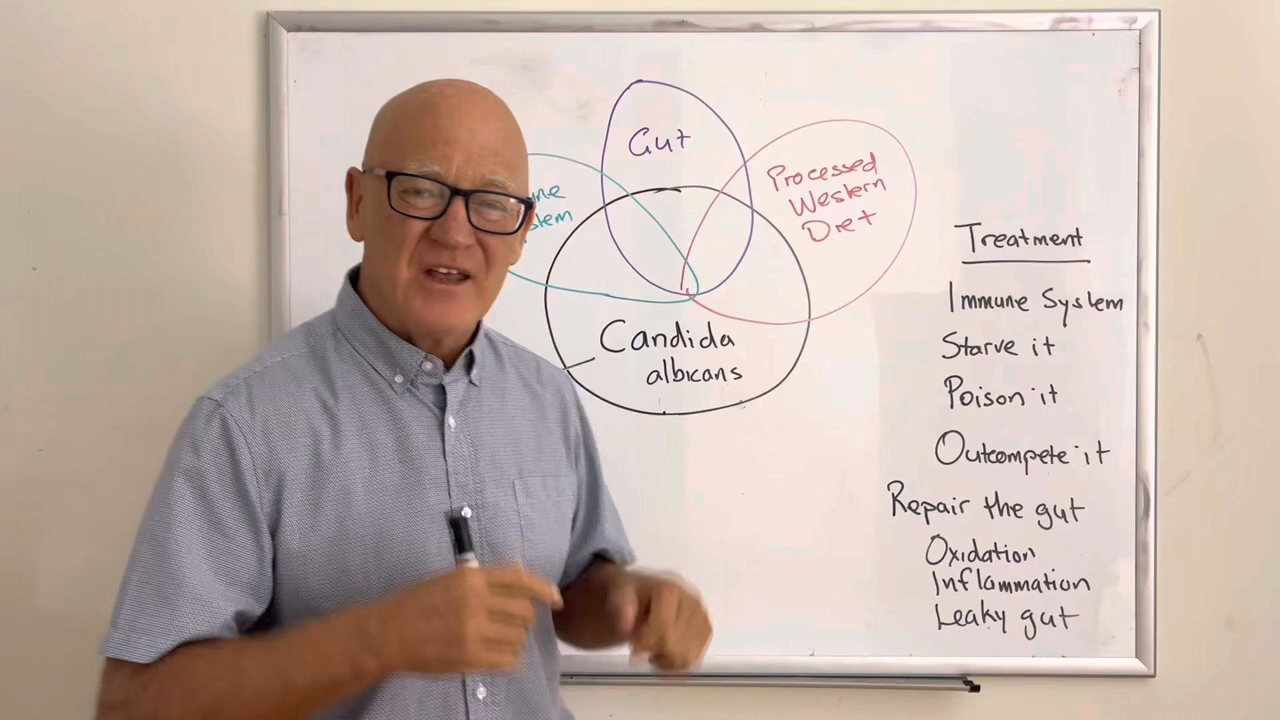 Gut
Processed
Western
Diet
Candida
albicans
Treatment
Immune System
Starve it
Poison it
Outcompete it
Repair the gut
Oxidation
Inflammation
Leaky gut